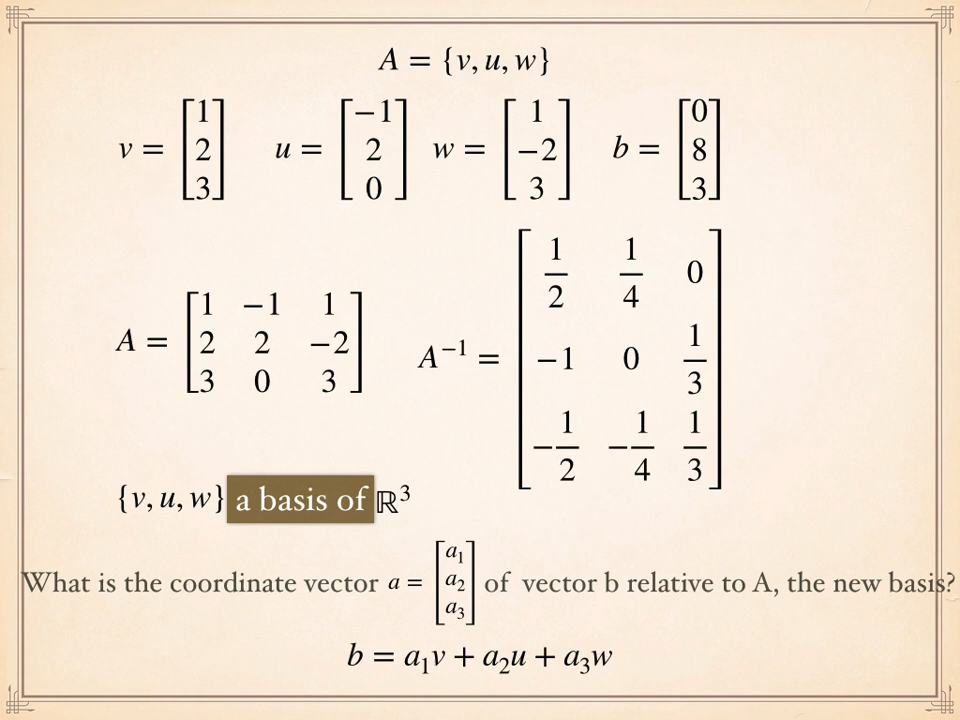 A = {v, u, w}
v = [1 2 3] u = [−1 2 0] w = [1 −2 3] b = [0 8 3]
A = [1 −1 1
2 2 −2
3 0 3]
A⁻¹ = [1/2 1/4 0
−1 0 1/3
−1/2 −1/4 1/3]
{v, u, w} a basis of ℝ³
What is the coordinate vector a = [a₁ a₂ a₃] of vector b relative to A, the new basis?
b = a₁v + a₂u + a₃w